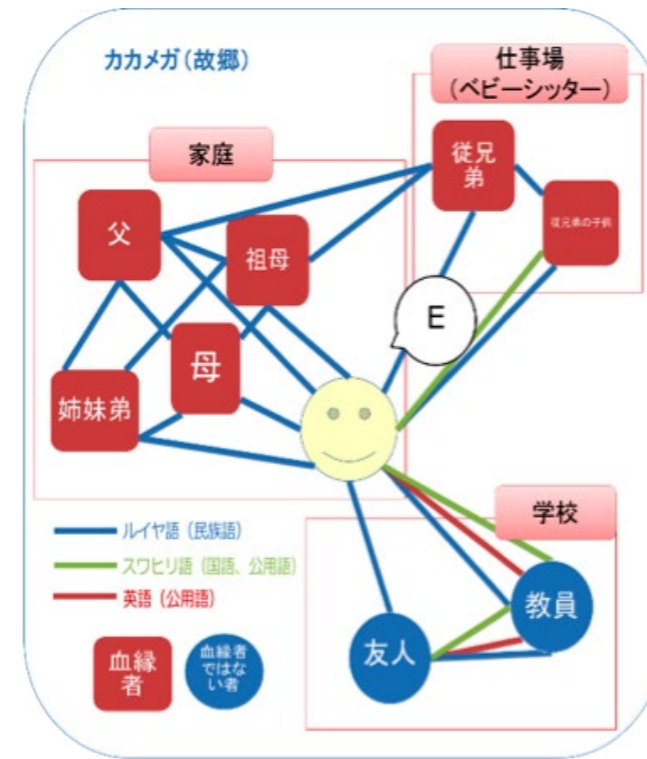 カカメガ（故郷）
仕事場
（ベビーシッター）
家庭
従兄
弟
従兄弟の子供
父
祖母
E
母
姉妹弟
学校
ルイヤ語（民族語）
スワヒリ語（国語、公用語）
英語（公用語）
教員
友人
血縁
者
血縁者
ではな
い者